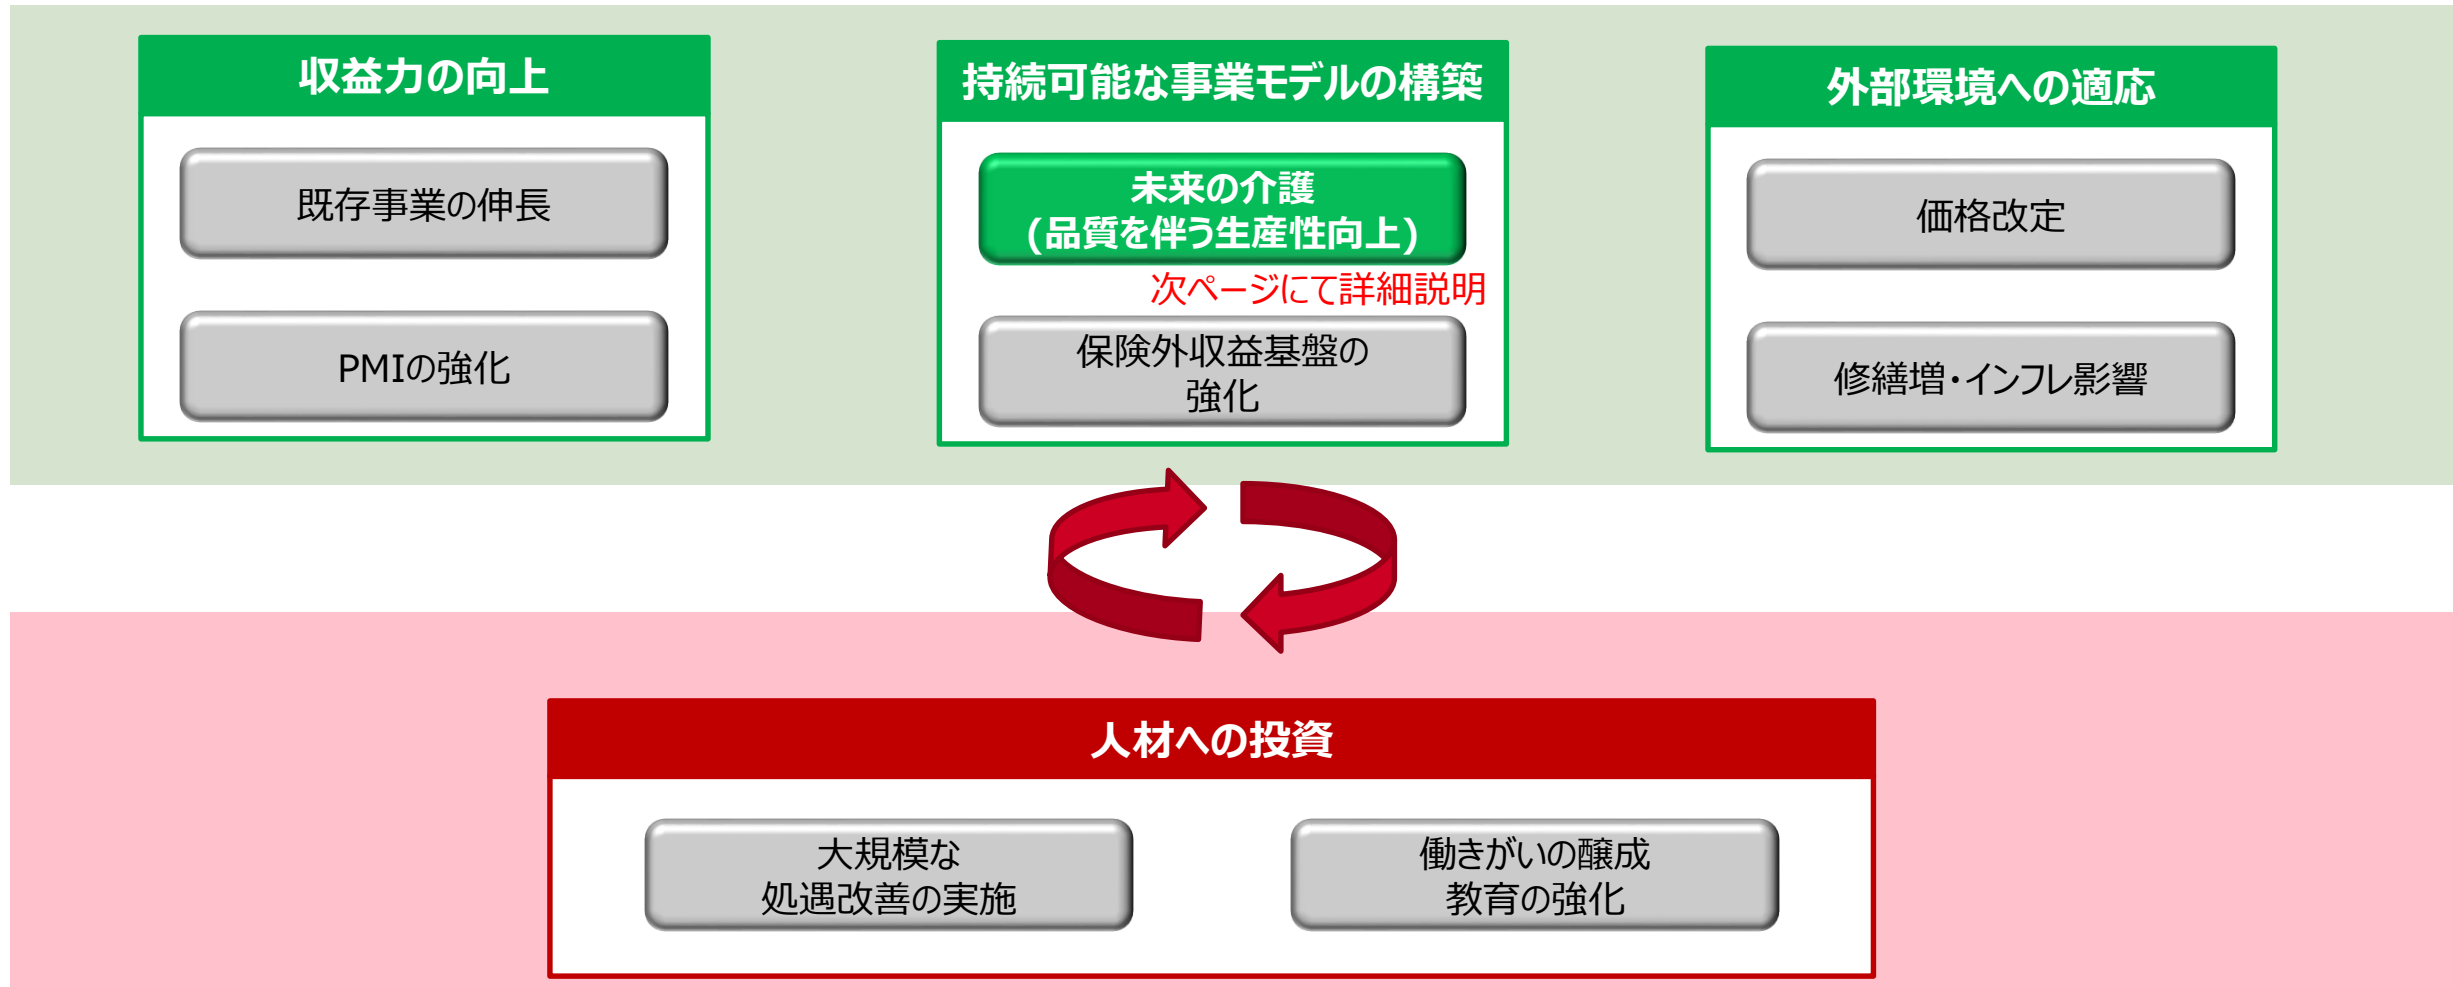 収益力の向上
既存事業の伸長
PMIの強化
持続可能な事業モデルの構築
未来の介護
(品質を伴う生産性向上)
次ページにて詳細説明
保険外収益基盤の
強化
外部環境への適応
価格改定
修繕増・インフレ影響
人材への投資
大規模な
処遇改善の実施
働きがいの醸成
教育の強化